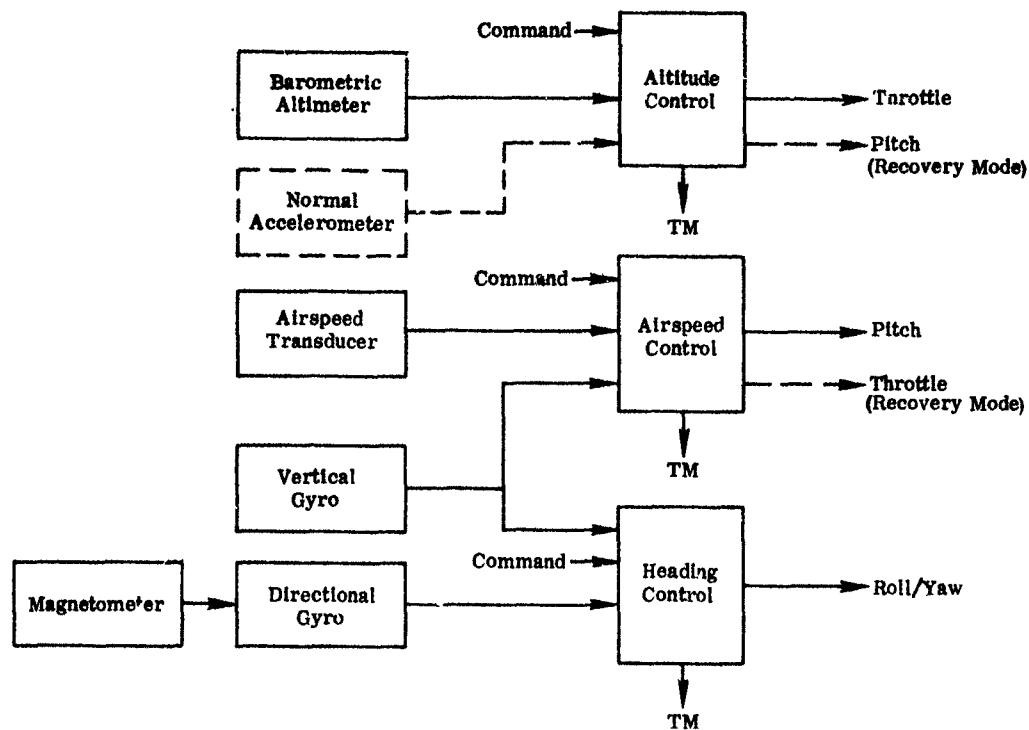 Command
Barometric
Altimeter
Altitude
Control
Tnrottle
Pitch
(Recovery Mode)
Normal
Accelerometer
TM
Command
Airspeed
Transducer
Airspeed
Control
Pitch
Throttle
(Recovery Mode)
TM
Vertical
Gyro
Command
Magnetometer
Directional
Gyro
Heading
Control
Roll/Yaw
TM